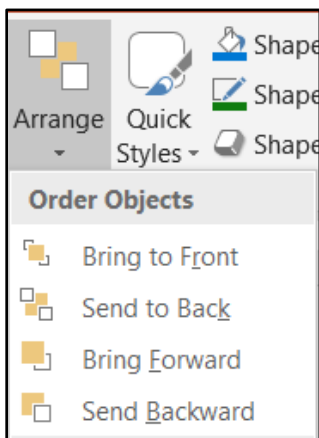 Arrange
Quick Styles
Shape
Shape
Shape
Order Objects
Bring to Front
Send to Back
Bring Forward
Send Backward